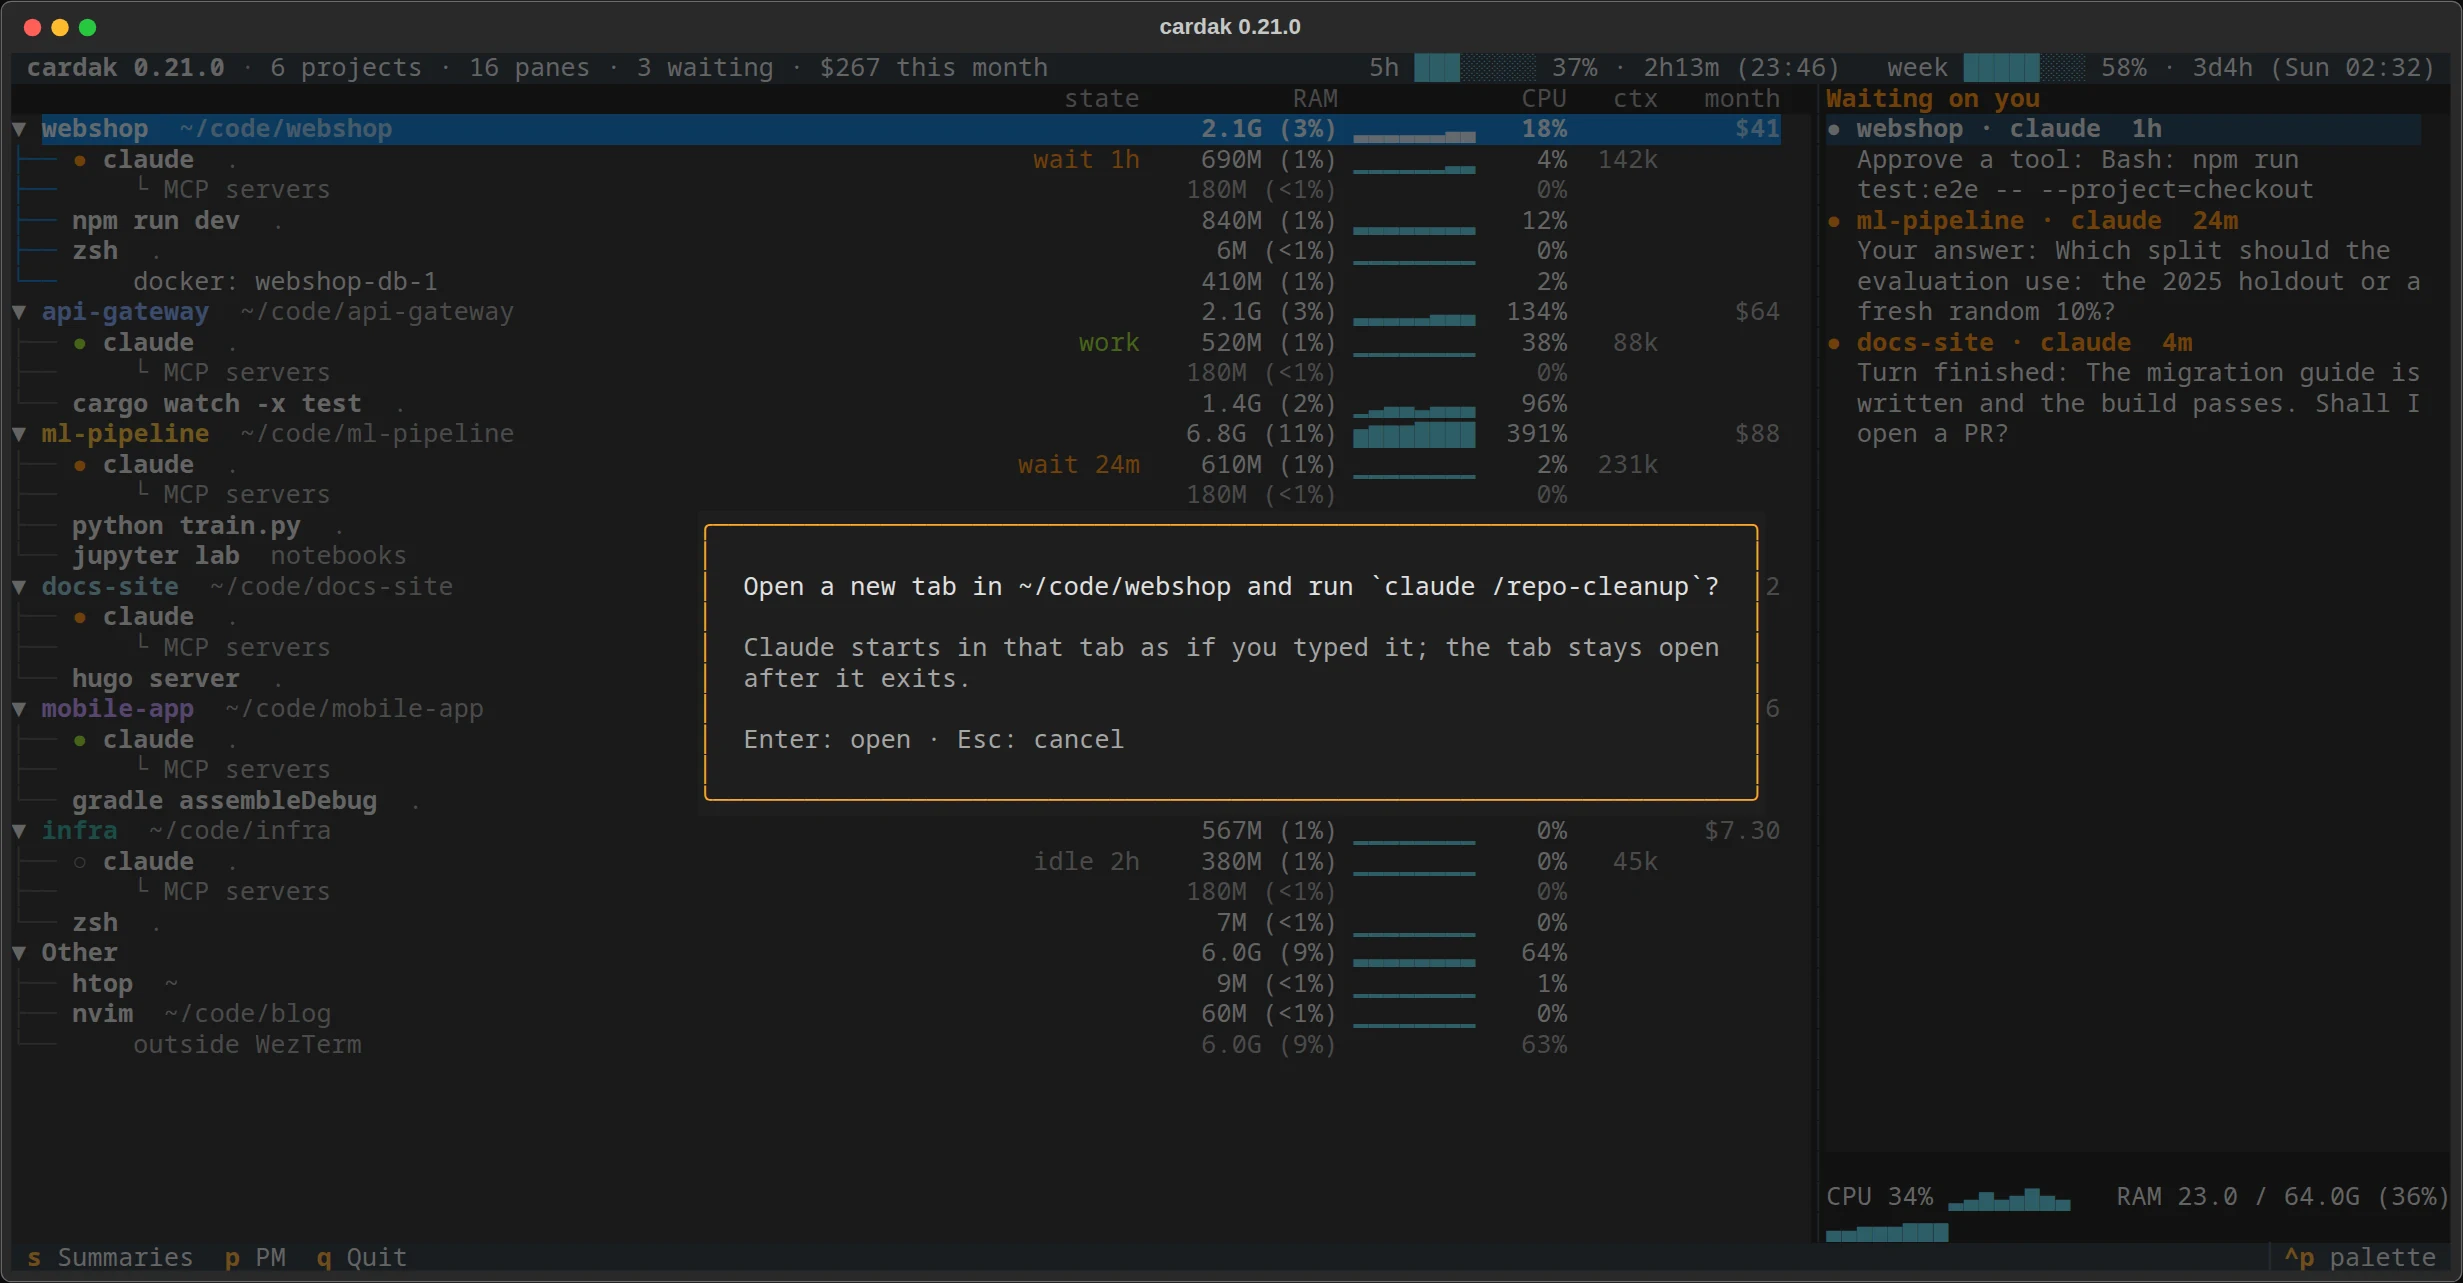 cardak 0.21.0
cardak 0.21.0 · 6 projects · 16 panes · 3 waiting · $267 this month 5h 37% · 2h13m (23:46) week 58% · 3d4h (Sun 02:32)
state RAM CPU ctx month
▼ webshop ~/code/webshop 2.1G (3%) 18% $41
● claude . wait 1h 690M (1%) 4% 142k
└ MCP servers 180M (<1%) 0%
npm run dev . 840M (1%) 12%
zsh . 6M (<1%) 0%
docker: webshop-db-1 410M (1%) 2%
▼ api-gateway ~/code/api-gateway 2.1G (3%) 134% $64
● claude . work 520M (1%) 38% 88k
└ MCP servers 180M (<1%) 0%
cargo watch -x test . 1.4G (2%) 96%
▼ ml-pipeline ~/code/ml-pipeline 6.8G (11%) 391% $88
● claude . wait 24m 610M (1%) 2% 231k
└ MCP servers 180M (<1%) 0%
python train.py .
jupyter lab notebooks
▼ docs-site ~/code/docs-site 2
● claude .
└ MCP servers
hugo server .
▼ mobile-app ~/code/mobile-app 6
● claude .
└ MCP servers
gradle assembleDebug .
▼ infra ~/code/infra 567M (1%) 0% $7.30
○ claude . idle 2h 380M (1%) 0% 45k
└ MCP servers 180M (<1%) 0%
zsh . 7M (<1%) 0%
▼ Other 6.0G (9%) 64%
htop ~ 9M (<1%) 1%
nvim ~/code/blog 60M (<1%) 0%
outside WezTerm 6.0G (9%) 63%
Open a new tab in ~/code/webshop and run `claude /repo-cleanup`?
Claude starts in that tab as if you typed it; the tab stays open
after it exits.
Enter: open · Esc: cancel
Waiting on you
● webshop · claude 1h
Approve a tool: Bash: npm run
test:e2e -- --project=checkout
● ml-pipeline · claude 24m
Your answer: Which split should the
evaluation use: the 2025 holdout or a
fresh random 10%?
● docs-site · claude 4m
Turn finished: The migration guide is
written and the build passes. Shall I
open a PR?
CPU 34% RAM 23.0 / 64.0G (36%)
s Summaries p PM q Quit ^p palette